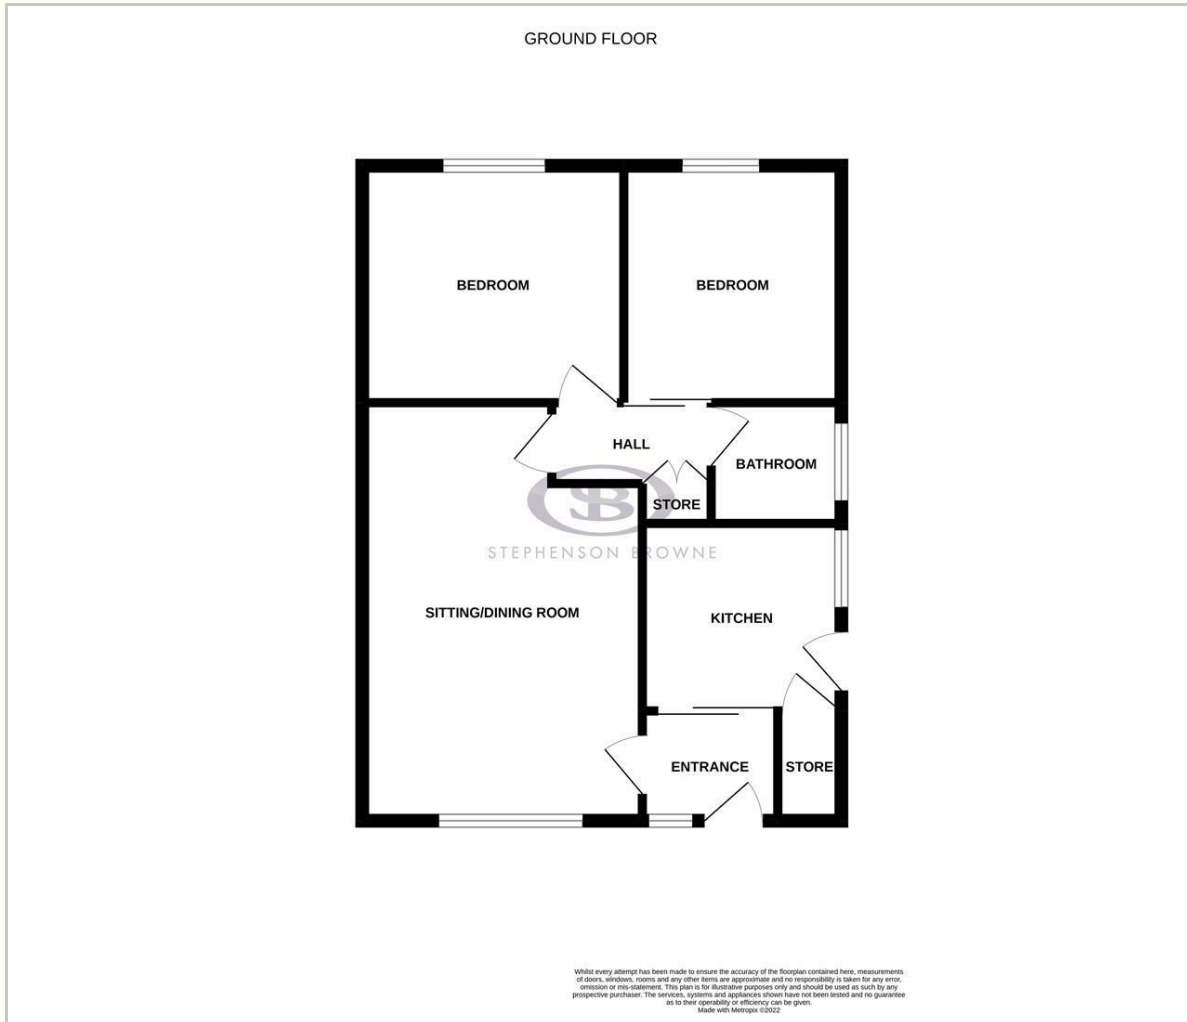 GROUND FLOOR
BEDROOM
BEDROOM
HALL
BATHROOM
STORE
SB
STEPHENSON BROWNE
SITTING/DINING ROOM
KITCHEN
ENTRANCE
STORE
Whilst every attempt has been made to ensure the accuracy of the floorplan contained here, measurements
of doors, windows, rooms and any other items are approximate and no responsibility is taken for any error,
omission or mis-statement. This plan is for illustrative purposes only and should be used as such by any
prospective purchaser. The services, systems and appliances shown have not been tested and no guarantee
as to their operability or efficiency can be given.
Made with Metropix ©2022